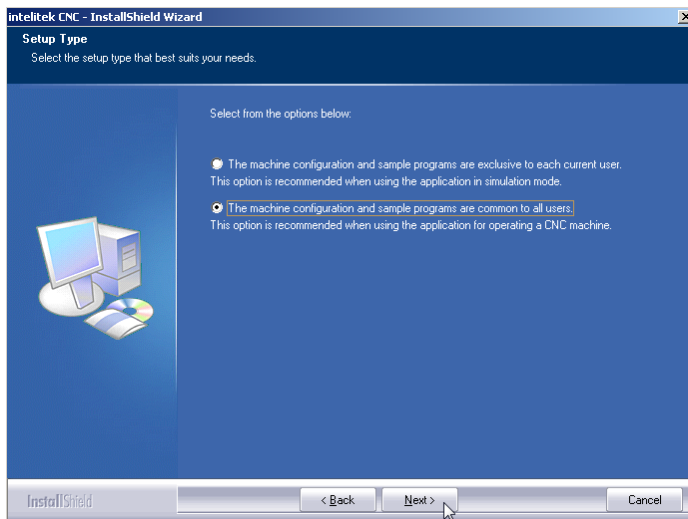 intelitek CNC - InstallShield Wizard
Setup Type
Select the setup type that best suits your needs.
Select from the options below:
The machine configuration and sample programs are exclusive to each current user.
This option is recommended when using the application in simulation mode.
The machine configuration and sample programs are common to all users.
This option is recommended when using the application for operating a CNC machine.
InstallShield
< Back
Next >
Cancel